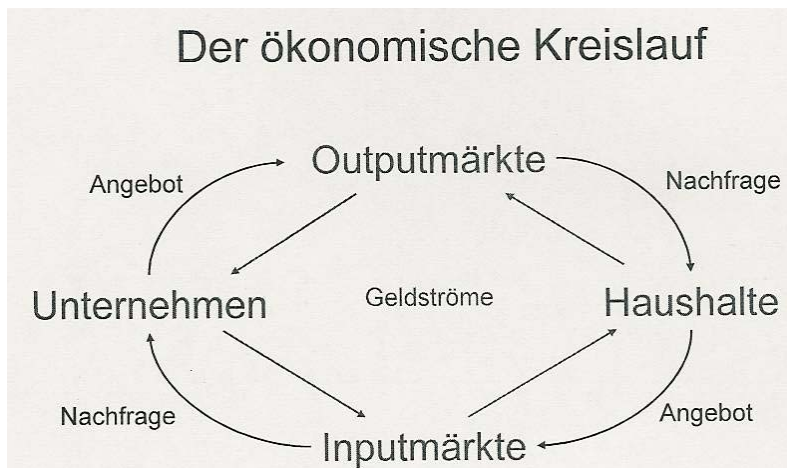 Der ökonomische Kreislauf
Outputmärkte
Angebot
Nachfrage
Unternehmen
Geldströme
Haushalte
Nachfrage
Angebot
Inputmärkte